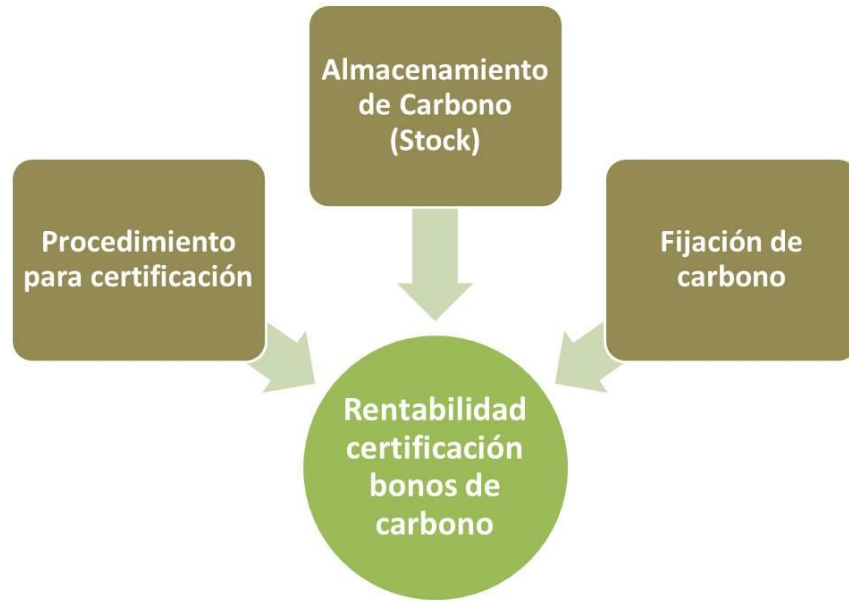 Almacenamiento
de Carbono
(Stock)
Procedimiento
para certificación
Fijación de
carbono
Rentabilidad
certificación
bonos de
carbono